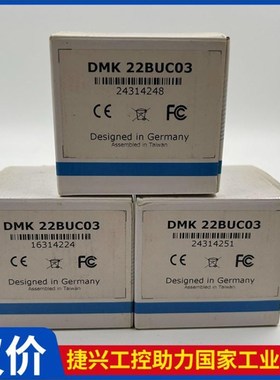 DMK 22BUC03
24314248
CE FC
Designed in Germany
Assembled in Taiwan
DMK 22BUC03
16314224
CE FC
Designed in Germany
Assembled in Taiwan
DMK 22BUC03
24314251
CE FC
Designed in Germany
Assembled in Taiwan
议价
捷兴工控助力国家工业